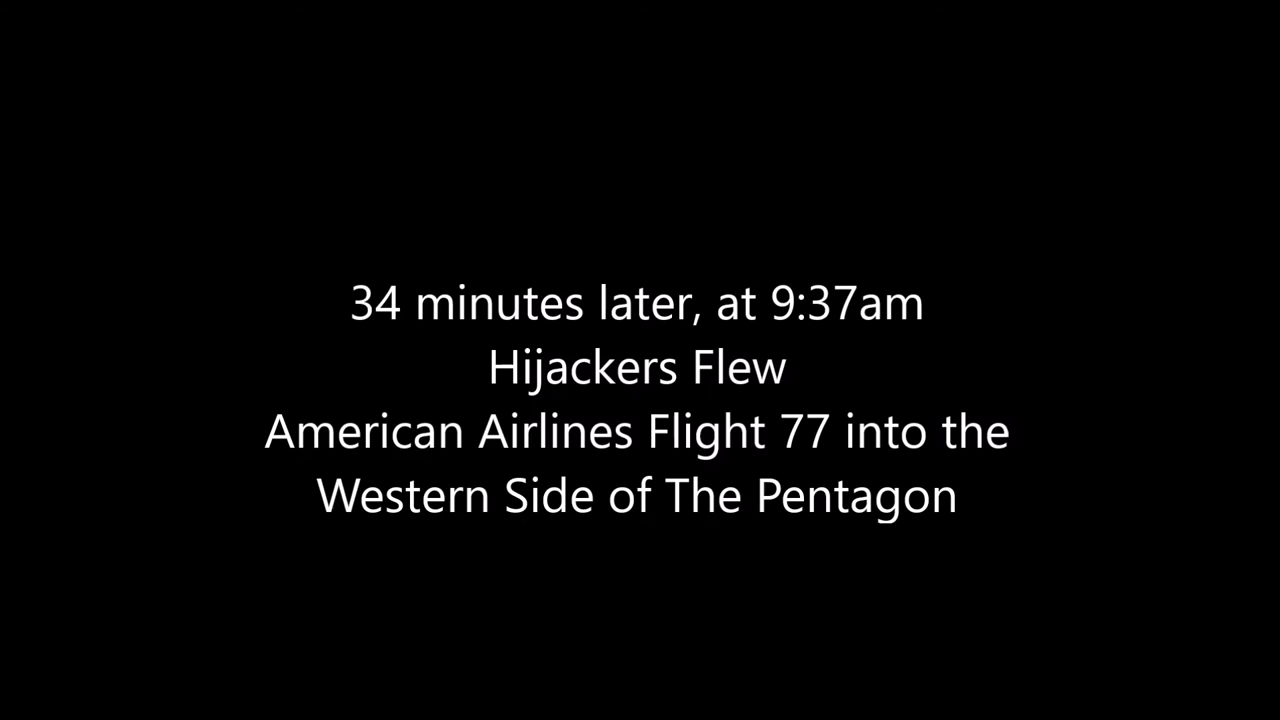 34 minutes later, at 9:37am
Hijackers Flew
American Airlines Flight 77 into the
Western Side of The Pentagon